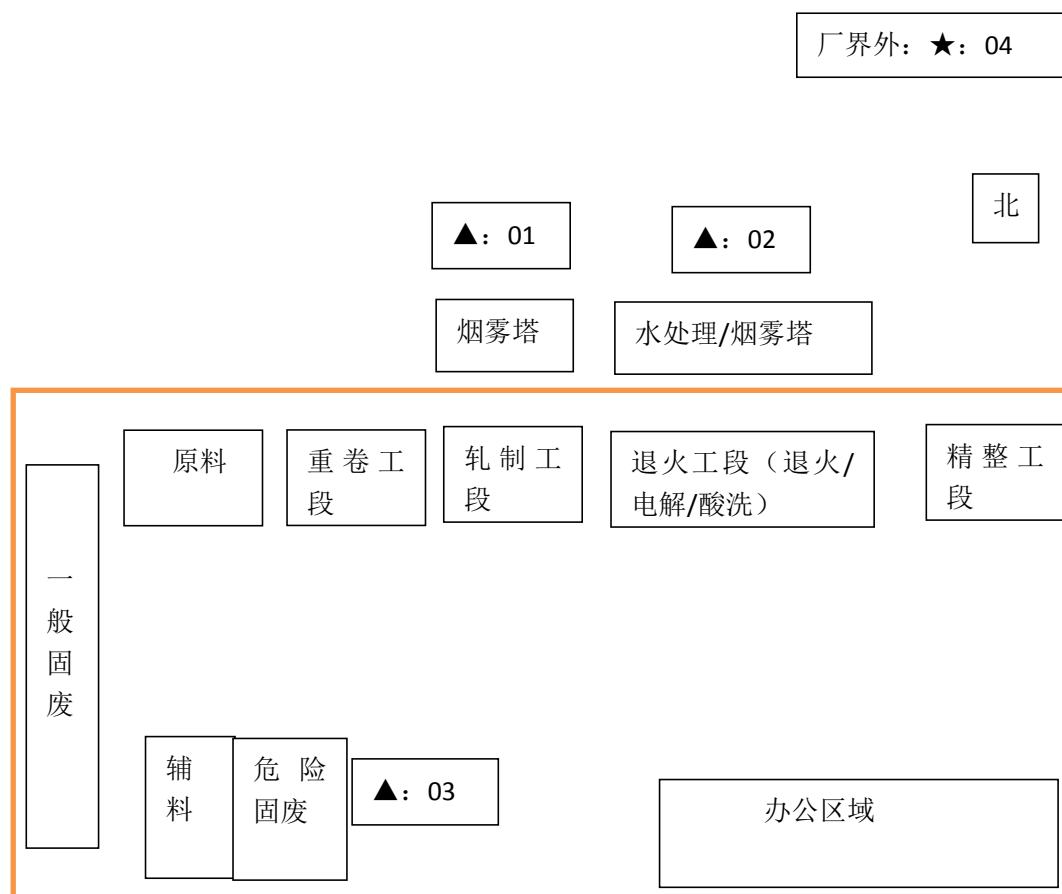 厂界外：★：04
北
▲：01
▲：02
烟雾塔
水处理/烟雾塔
原料
重卷工
段
轧制工
段
退火工段（退火/
电解/酸洗）
精整工
段
一
般
固
废
辅
料
危险
固废
▲：03
办公区域